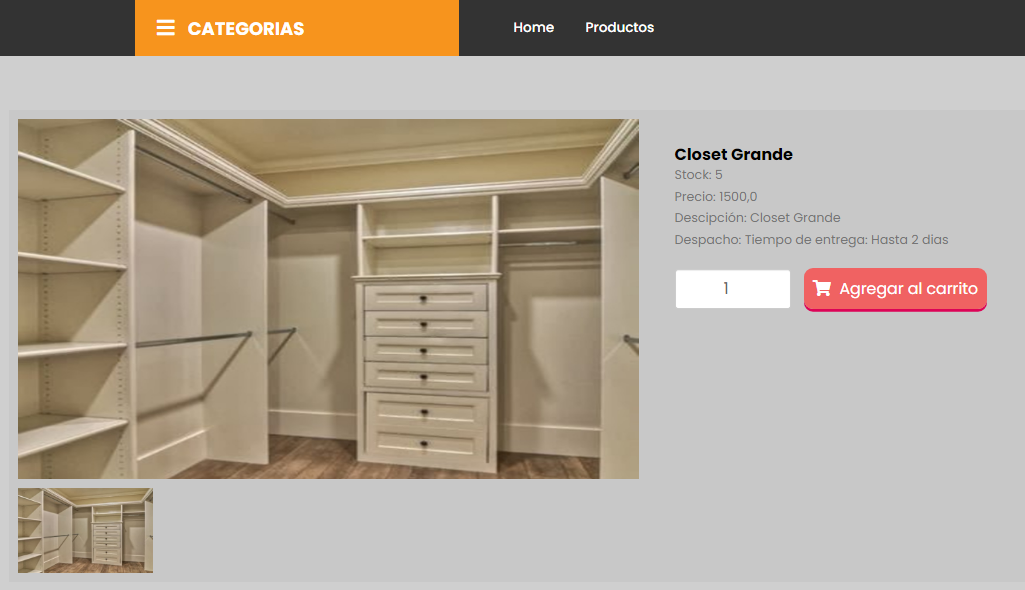 CATEGORIAS
Home
Productos
Closet Grande
Stock: 5
Precio: 1500,0
Descipción: Closet Grande
Despacho: Tiempo de entrega: Hasta 2 dias
1
Agregar al carrito